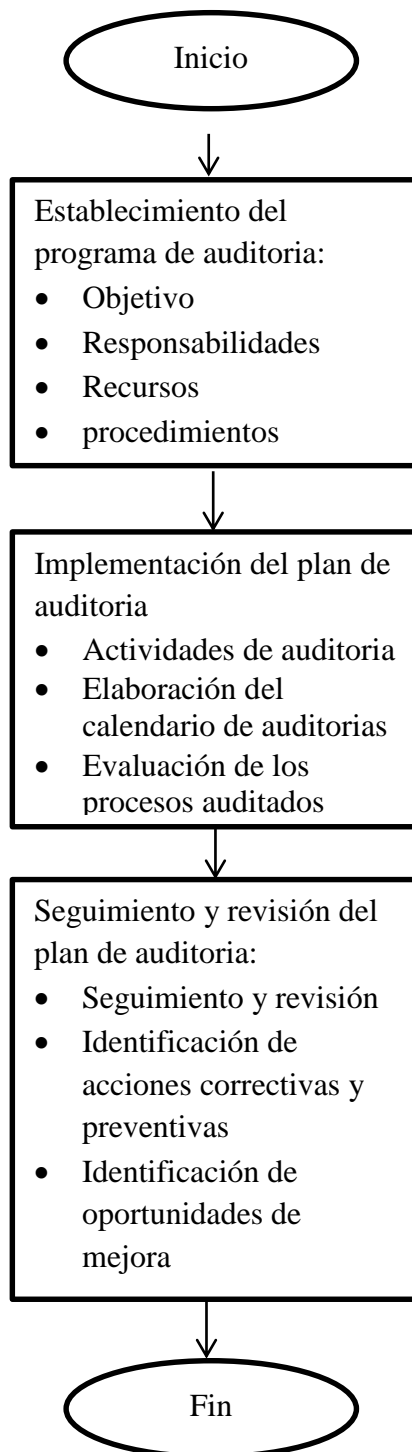 Inicio
Establecimiento del
programa de auditoria:
• Objetivo
• Responsabilidades
• Recursos
• procedimientos
Implementación del plan de
auditoria
• Actividades de auditoria
• Elaboración del
calendario de auditorias
• Evaluación de los
procesos auditados
Seguimiento y revisión del
plan de auditoria:
• Seguimiento y revisión
• Identificación de
acciones correctivas y
preventivas
• Identificación de
oportunidades de
mejora
Fin